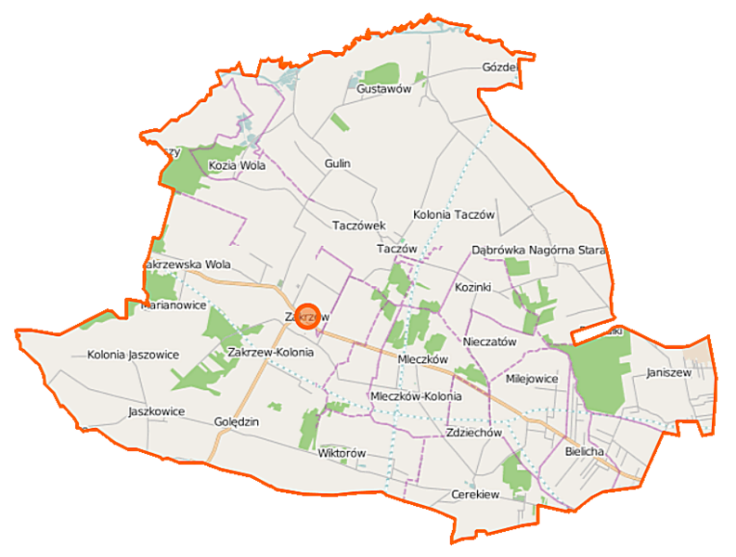 Gózdek
Gustawów
Kozia Wola
Gulin
Kolonia Taczów
Taczówek
Taczów
Dąbrówka Nagórna Stara
Zakrzewska Wola
Kozinki
Marianowice
Zakrzew
Nieczatów
Zakrzew-Kolonia
Kolonia Jaszowice
Mleczków
Janiszew
Milejowice
Mleczków-Kolonia
Jaszkowice
Golędzin
Zdziechów
Wiktorów
Bielicha
Cerekiew